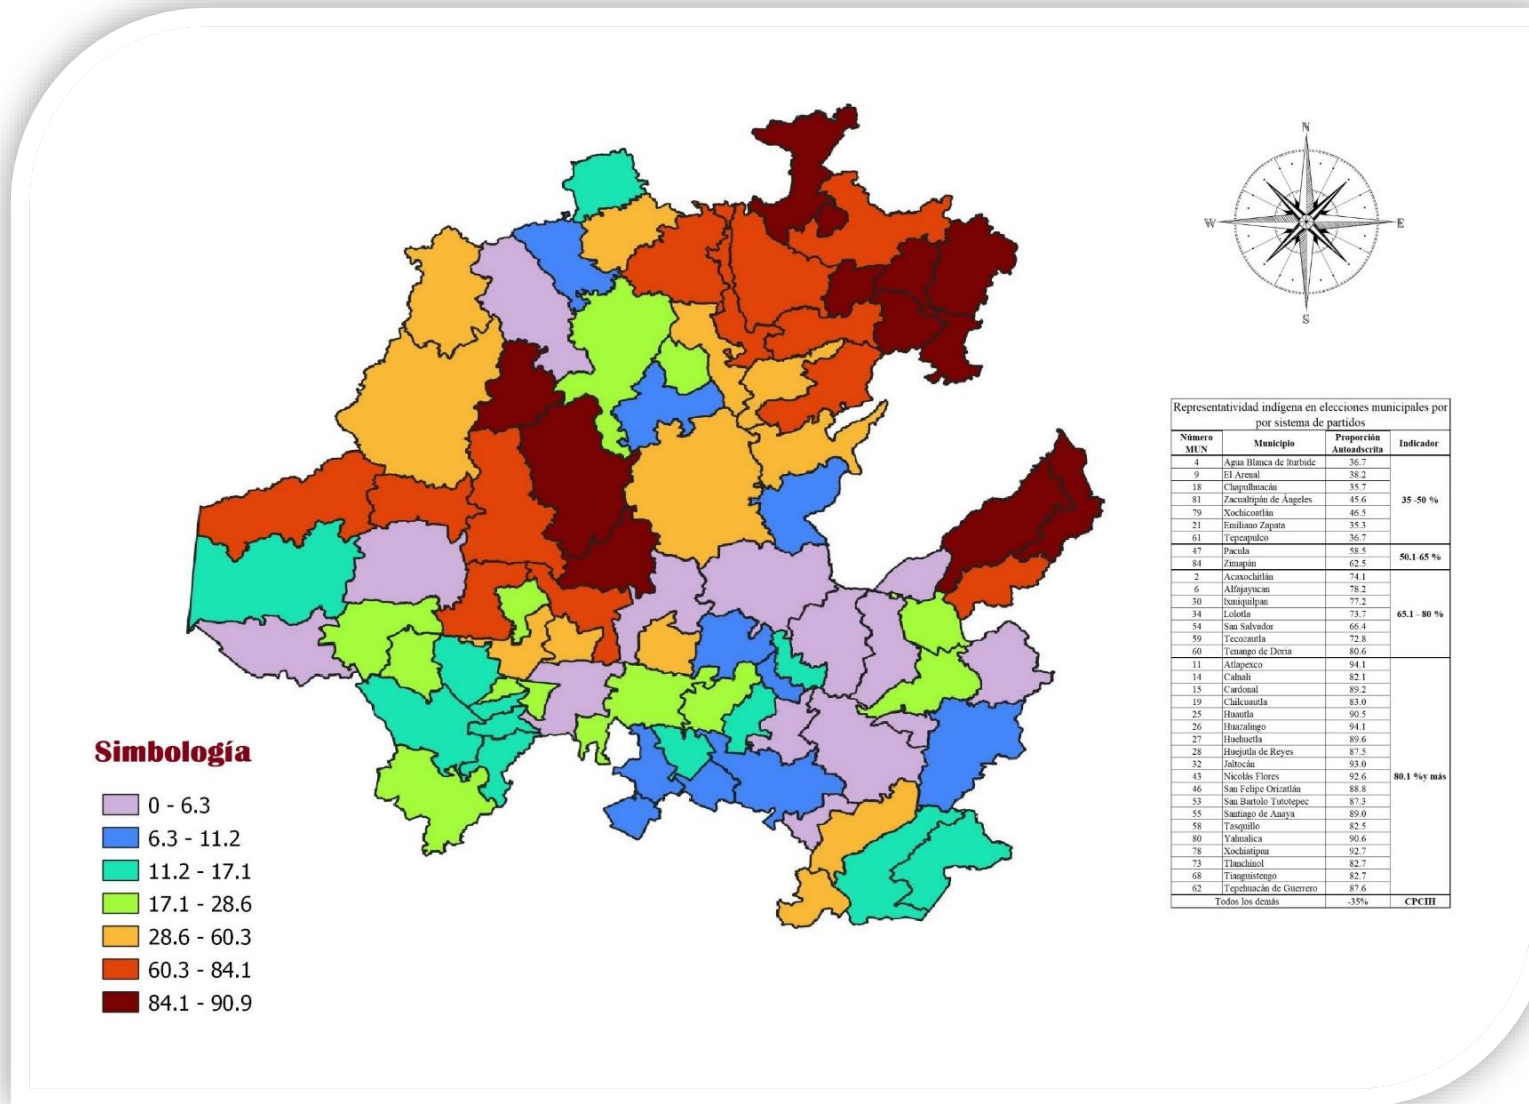 N
W
E
S
Representatividad indígena en elecciones municipales por
por sistema de partidos
Número MUN Municipio Proporción Autoadscrita Indicador
4 Agua Blanca de Iturbide 36.7
9 El Arenal 38.2
18 Chapulhuacán 35.7
81 Zacualtipán de Ángeles 45.6 35 -50 %
79 Xochicoatlán 46.5
21 Emiliano Zapata 35.3
61 Tepeapulco 36.7
47 Pacula 58.5 50.1-65 %
84 Zimapán 62.5
2 Acaxochitlán 74.1
6 Alfajayucan 78.2
30 Ixmiquilpan 77.2
34 Lolotla 73.7 65.1 - 80 %
54 San Salvador 66.4
59 Tecozautla 72.8
60 Tenango de Doria 80.6
11 Atlapexco 94.1
14 Calnali 82.1
15 Cardonal 89.2
19 Chilcuautla 83.0
25 Huautla 90.5
26 Huazalingo 94.1
27 Huehuetla 89.6
28 Huejutla de Reyes 87.5
32 Jaltocán 93.0
43 Nicolás Flores 92.6 80.1 %y más
46 San Felipe Orizatlán 88.8
53 San Bartolo Tutotepec 87.3
55 Santiago de Anaya 89.0
58 Tasquillo 82.5
80 Yahualica 90.6
78 Xochiatipan 92.7
73 Tlanchinol 82.7
68 Tianguistengo 82.7
62 Tepehuacán de Guerrero 87.6
Todos los demás -35% CPCIH
Simbología
0 - 6.3
6.3 - 11.2
11.2 - 17.1
17.1 - 28.6
28.6 - 60.3
60.3 - 84.1
84.1 - 90.9